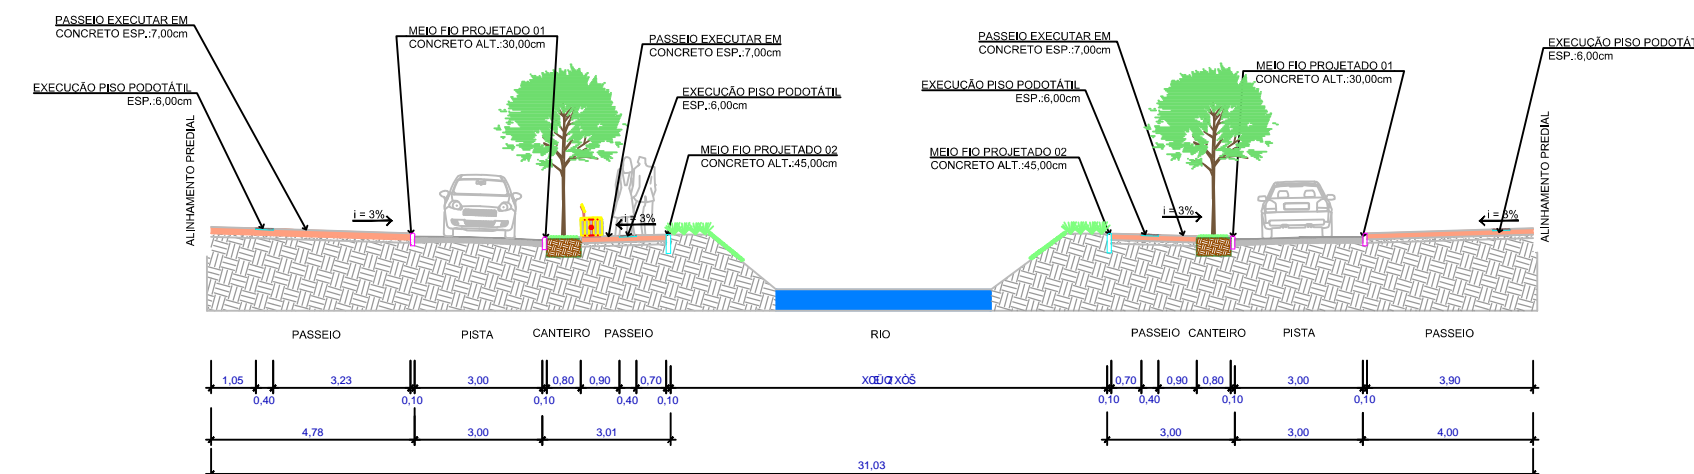 PASSEIO EXECUTAR EM
CONCRETO ESP.:7,00cm
EXECUÇÃO PISO PODOTÁTIL
ESP.:6,00cm
ALINHAMENTO PREDIAL
i = 3%
MEIO FIO PROJETADO 01
CONCRETO ALT.:30,00cm
PASSEIO EXECUTAR EM
CONCRETO ESP.:7,00cm
EXECUÇÃO PISO PODOTÁTIL
ESP.:6,00cm
MEIO FIO PROJETADO 02
CONCRETO ALT.:45,00cm
i = 3%
PASSEIO EXECUTAR EM
CONCRETO ESP.:7,00cm
EXECUÇÃO PISO PODOTÁTIL
ESP.:6,00cm
MEIO FIO PROJETADO 02
CONCRETO ALT.:45,00cm
i = 3%
MEIO FIO PROJETADO 01
CONCRETO ALT.:30,00cm
EXECUÇÃO PISO PODOTÁT
ESP.:6,00cm
i = 3%
ALINHAMENTO PREDIAL
PASSEIO PISTA CANTEIRO PASSEIO RIO PASSEIO CANTEIRO PISTA PASSEIO
1,05 3,23 3,00 0,80 0,90 0,70 0,70 0,90 0,80 3,00 3,90
0,40 0,10 0,10 0,40 0,10 0,10 0,40 0,10 0,10
4,78 3,00 3,01 3,00 3,00 4,00
31,03